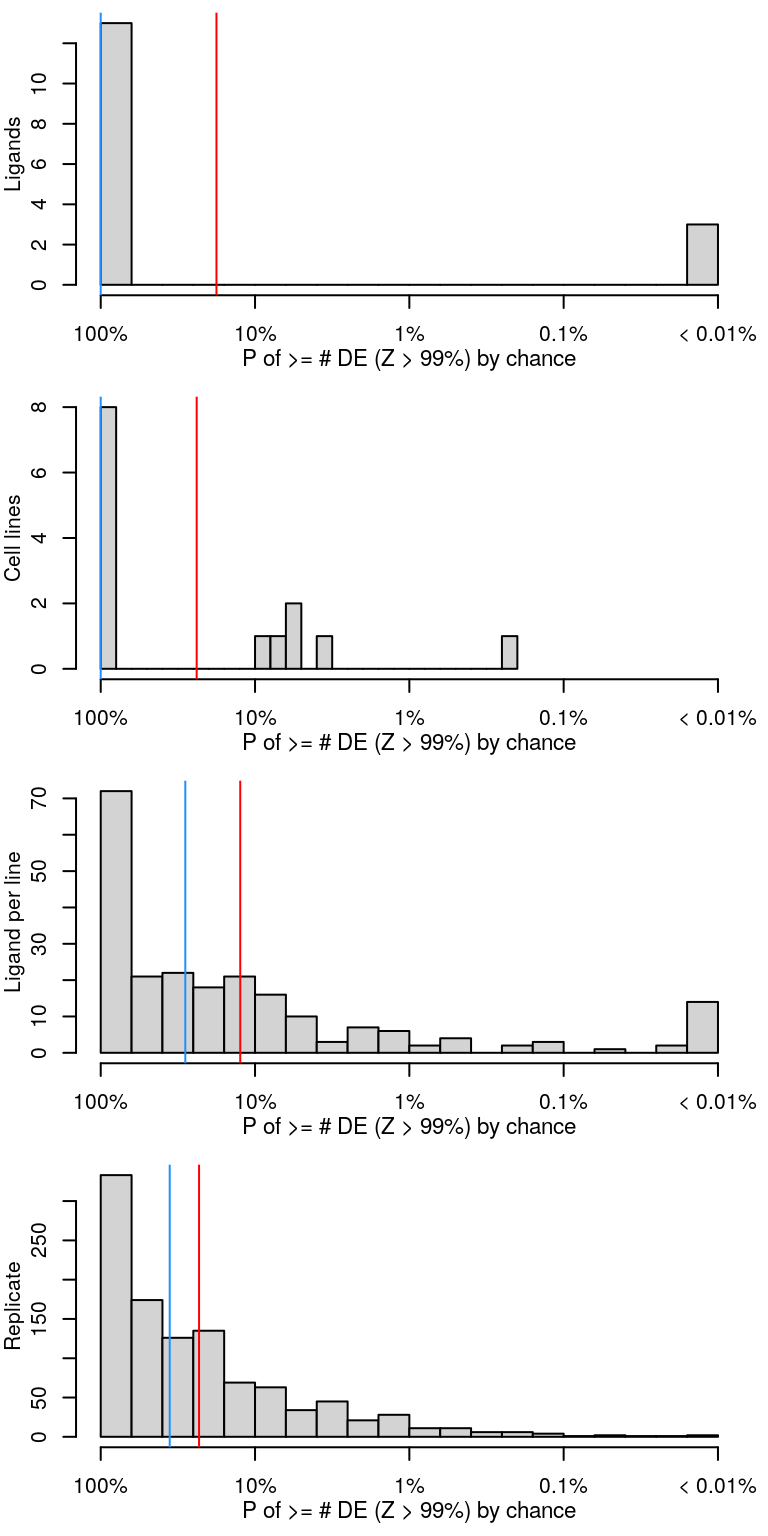 Ligands
0 2 4 6 8 10
100% 10% 1% 0.1% < 0.01%
P of >= # DE (Z > 99%) by chance
Cell lines
0 2 4 6 8
100% 10% 1% 0.1% < 0.01%
P of >= # DE (Z > 99%) by chance
Ligand per line
0 10 30 50 70
100% 10% 1% 0.1% < 0.01%
P of >= # DE (Z > 99%) by chance
Replicate
0 50 150 250
100% 10% 1% 0.1% < 0.01%
P of >= # DE (Z > 99%) by chance